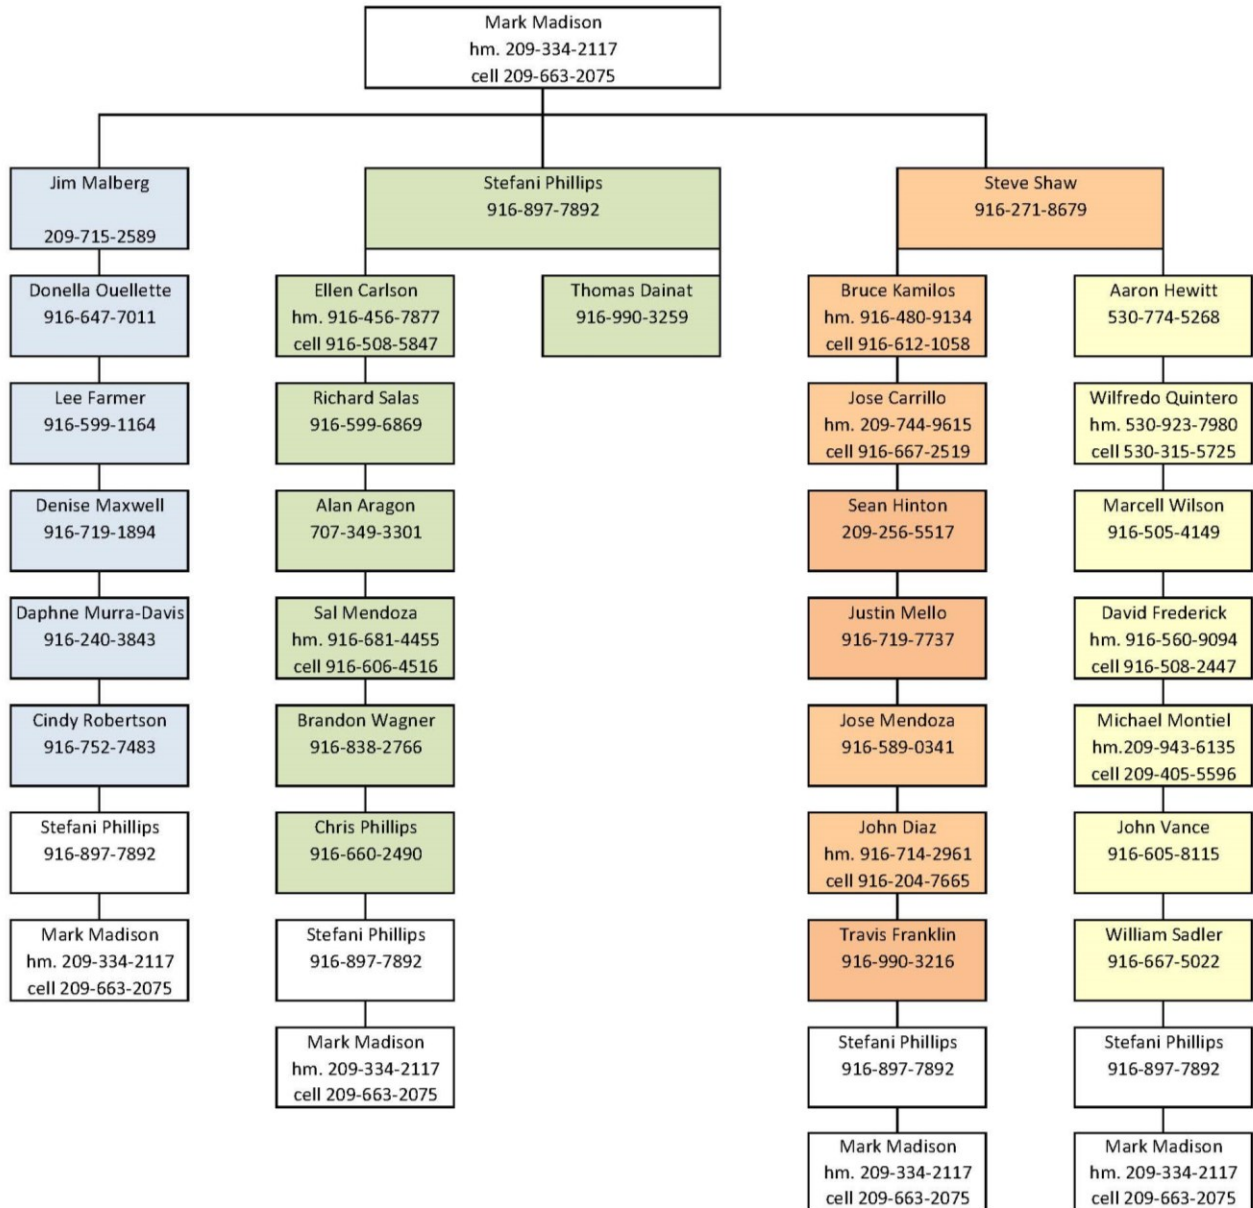 Mark Madison
hm. 209-334-2117
cell 209-663-2075
Jim Malberg
209-715-2589
Stefani Phillips
916-897-7892
Steve Shaw
916-271-8679
Donella Ouellette
916-647-7011
Ellen Carlson
hm. 916-456-7877
cell 916-508-5847
Thomas Dainat
916-990-3259
Bruce Kamilos
hm. 916-480-9134
cell 916-612-1058
Aaron Hewitt
530-774-5268
Lee Farmer
916-599-1164
Richard Salas
916-599-6869
Jose Carrillo
hm. 209-744-9615
cell 916-667-2519
Wilfredo Quintero
hm. 530-923-7980
cell 530-315-5725
Denise Maxwell
916-719-1894
Alan Aragon
707-349-3301
Sean Hinton
209-256-5517
Marcell Wilson
916-505-4149
Daphne Murra-Davis
916-240-3843
Sal Mendoza
hm. 916-681-4455
cell 916-606-4516
Justin Mello
916-719-7737
David Frederick
hm. 916-560-9094
cell 916-508-2447
Cindy Robertson
916-752-7483
Brandon Wagner
916-838-2766
Jose Mendoza
916-589-0341
Michael Montiel
hm.209-943-6135
cell 209-405-5596
Stefani Phillips
916-897-7892
Chris Phillips
916-660-2490
John Diaz
hm. 916-714-2961
cell 916-204-7665
John Vance
916-605-8115
Mark Madison
hm. 209-334-2117
cell 209-663-2075
Stefani Phillips
916-897-7892
Travis Franklin
916-990-3216
William Sadler
916-667-5022
Mark Madison
hm. 209-334-2117
cell 209-663-2075
Stefani Phillips
916-897-7892
Stefani Phillips
916-897-7892
Mark Madison
hm. 209-334-2117
cell 209-663-2075
Mark Madison
hm. 209-334-2117
cell 209-663-2075